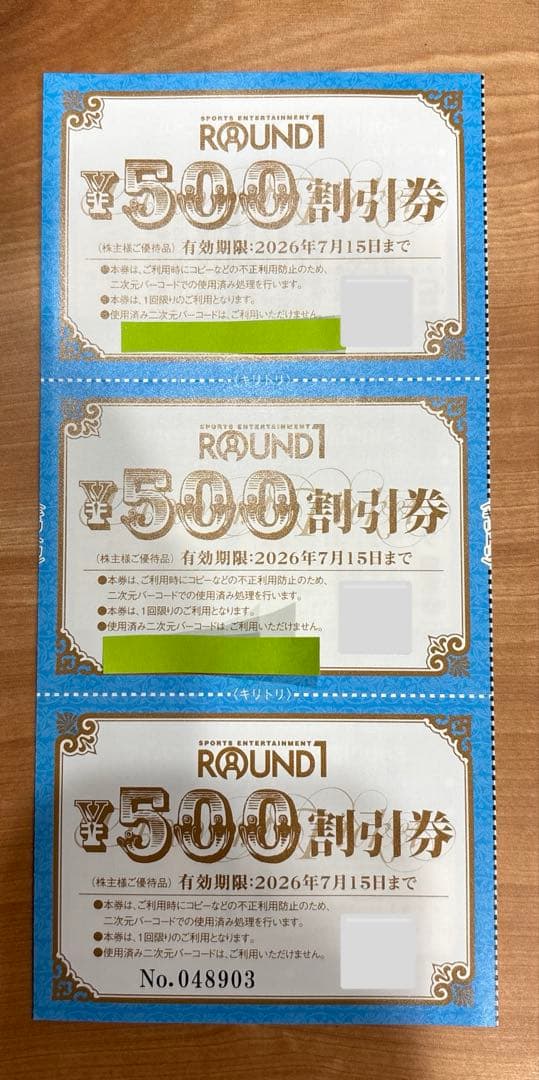 SPORTS ENTERTAINMENT
ROUND1
¥500割引券
(株主様ご優待品) 有効期限:2026年7月15日まで
●本券は、ご利用時にコピーなどの不正利用防止のため、
二次元バーコードでの使用済み処理を行います。
●本券は、1回限りのご利用となります。
●使用済み二次元バーコードは、ご利用いただけません。
〈キリトリ〉
SPORTS ENTERTAINMENT
ROUND1
¥500割引券
(株主様ご優待品) 有効期限:2026年7月15日まで
●本券は、ご利用時にコピーなどの不正利用防止のため、
二次元バーコードでの使用済み処理を行います。
●本券は、1回限りのご利用となります。
●使用済み二次元バーコードは、ご利用いただけません。
〈キリトリ〉
SPORTS ENTERTAINMENT
ROUND1
¥500割引券
(株主様ご優待品) 有効期限:2026年7月15日まで
●本券は、ご利用時にコピーなどの不正利用防止のため、
二次元バーコードでの使用済み処理を行います。
●本券は、1回限りのご利用となります。
●使用済み二次元バーコードは、ご利用いただけません。
No.048903